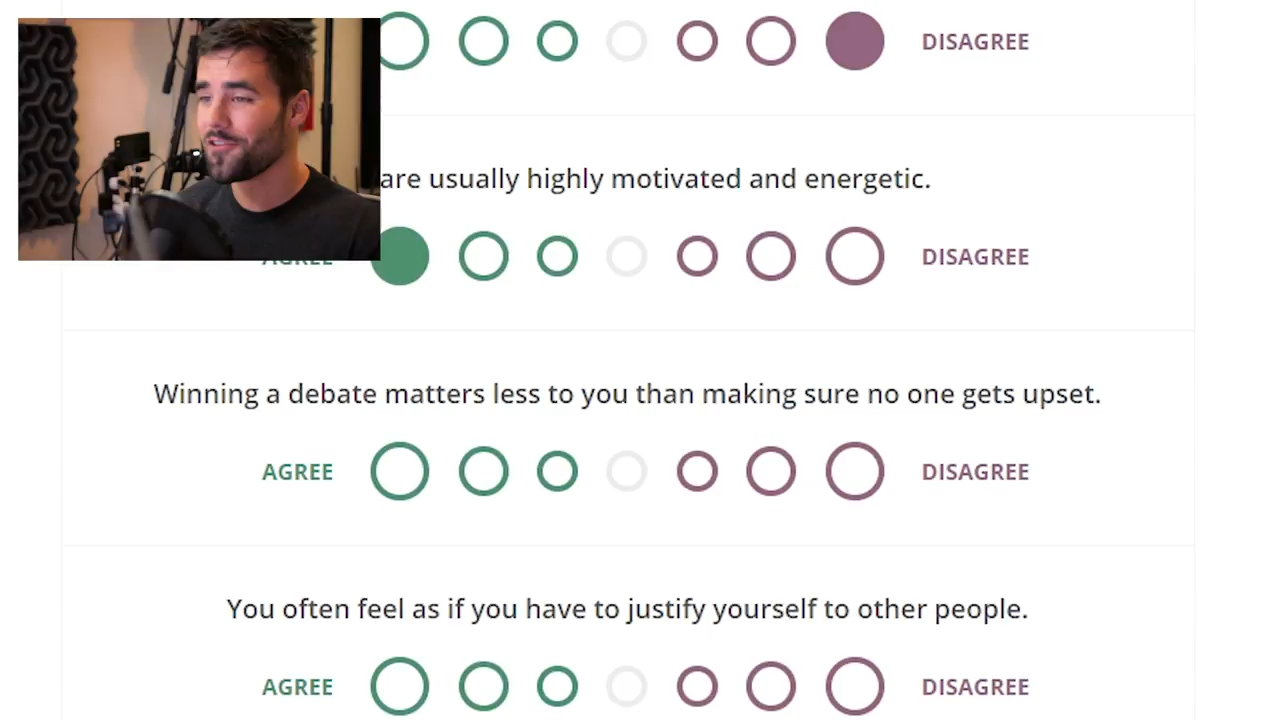 DISAGREE
are usually highly motivated and energetic.
AGREE DISAGREE
Winning a debate matters less to you than making sure no one gets upset.
AGREE DISAGREE
You often feel as if you have to justify yourself to other people.
AGREE DISAGREE